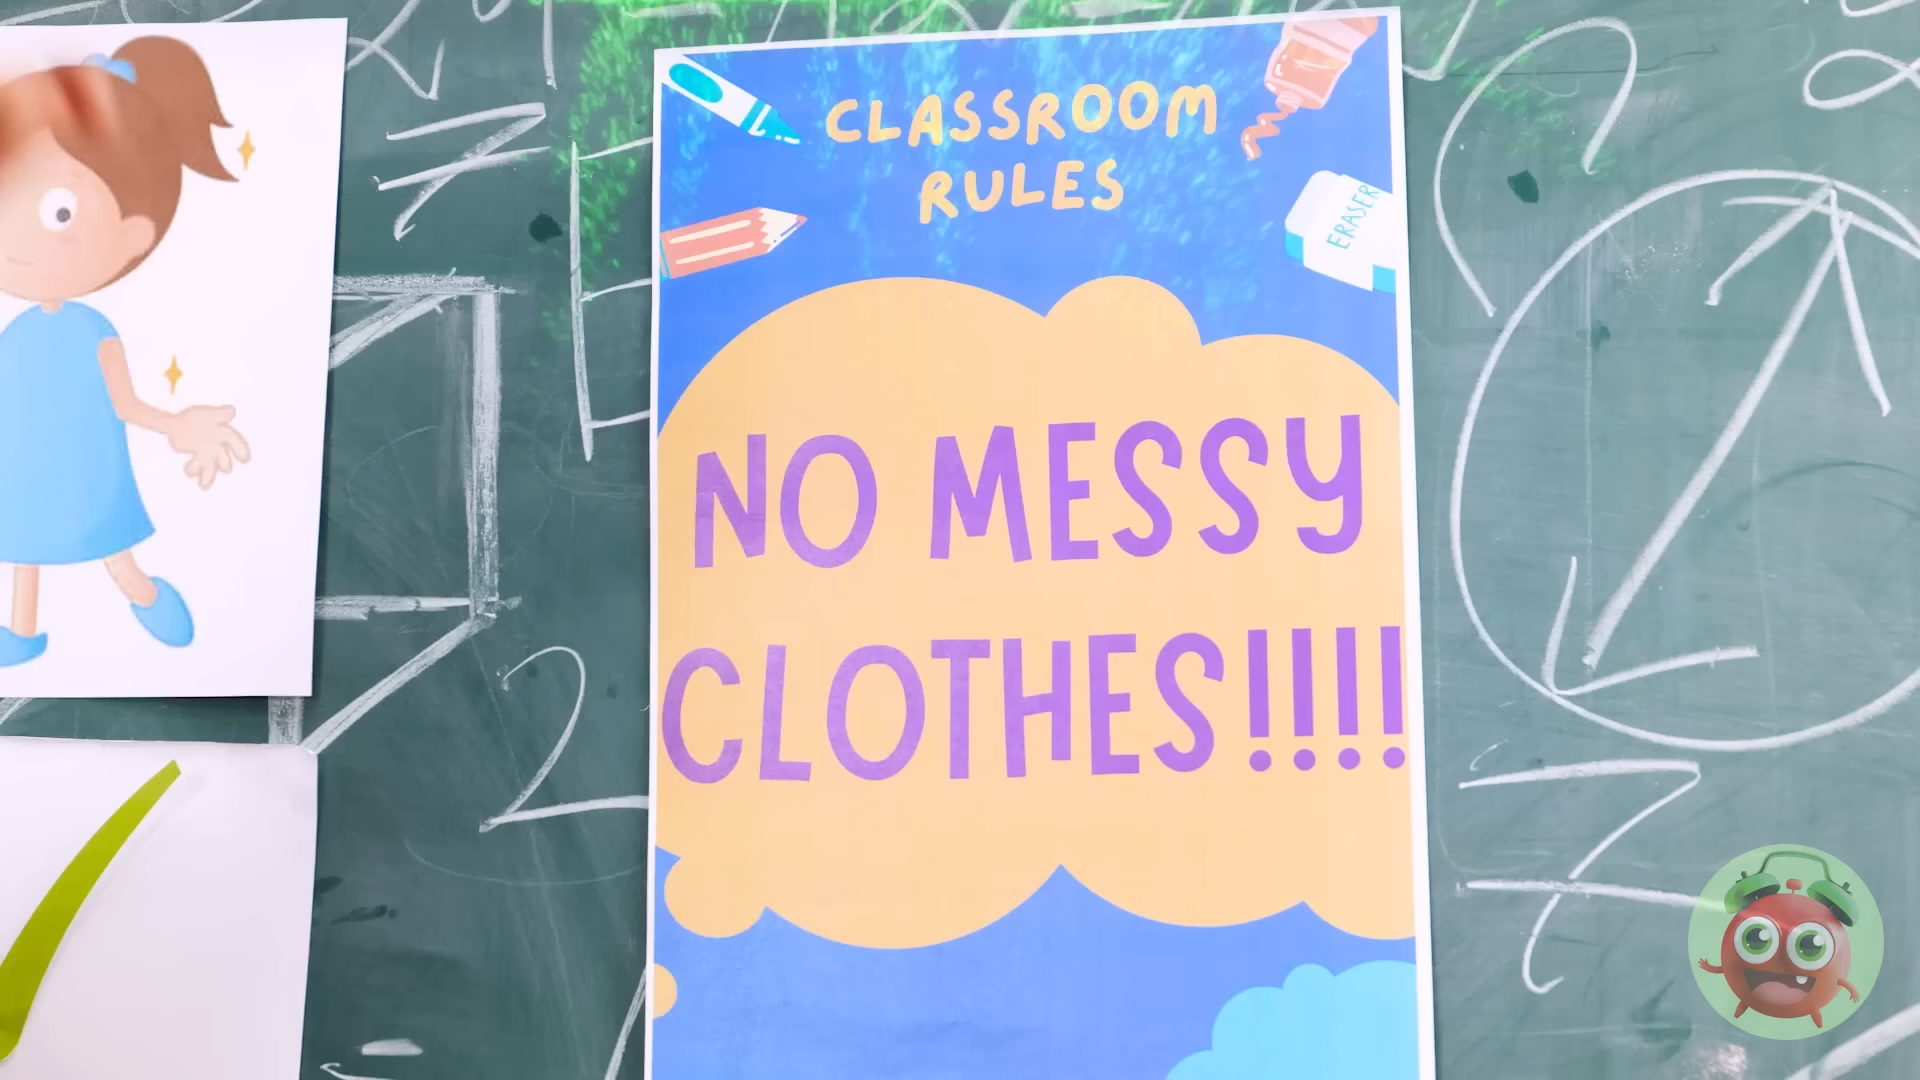 CLASSROOM
RULES
ERASER
NO MESSY
CLOTHES!!!!